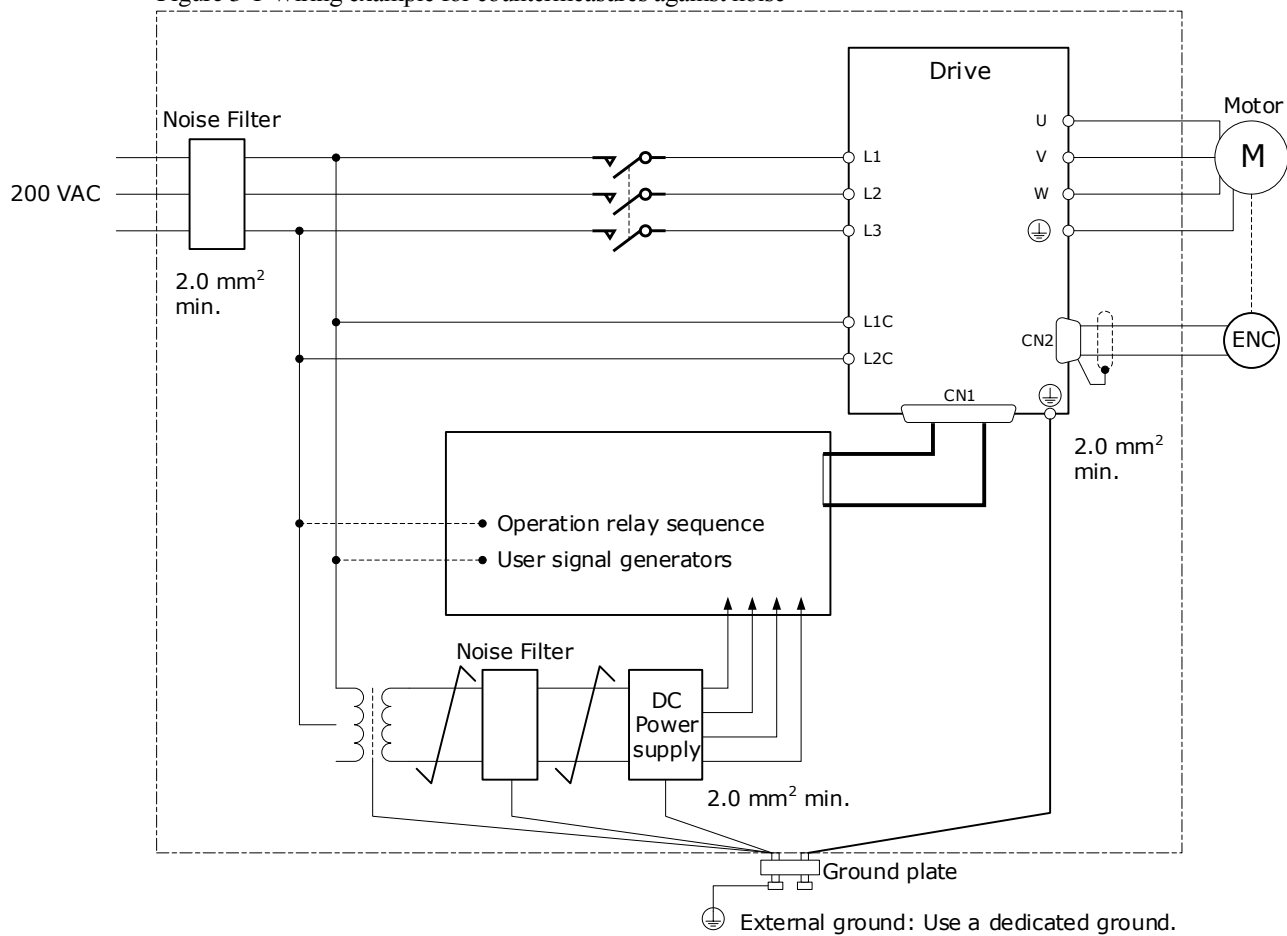 Figure 3-1 Wiring example for countermeasures against noise
Drive
Motor
Noise Filter
U
V
M
W
L1
L2
L3
200 VAC
2.0 mm²
min.
L1C
L2C
CN2
ENC
CN1
2.0 mm²
min.
Operation relay sequence
User signal generators
Noise Filter
DC
Power
supply
2.0 mm² min.
Ground plate
External ground: Use a dedicated ground.